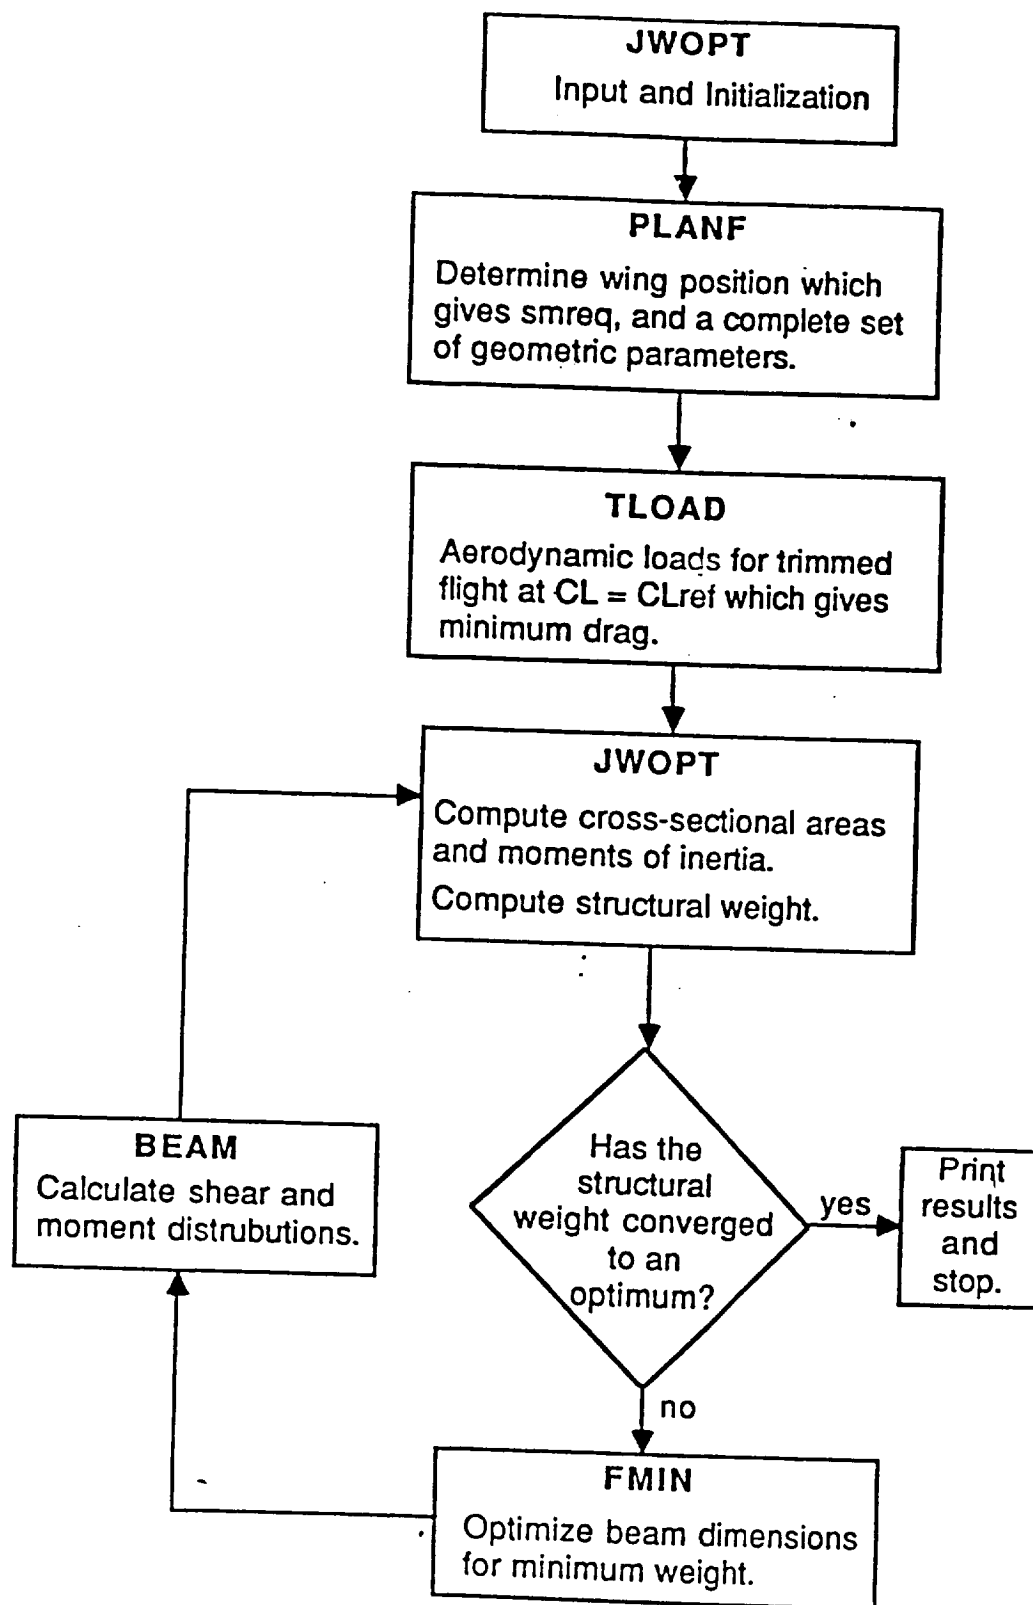 JWOPT
Input and Initialization
PLANF
Determine wing position which
gives smreq, and a complete set
of geometric parameters.
TLOAD
Aerodynamic loads for trimmed
flight at CL = CLref which gives
minimum drag.
JWOPT
Compute cross-sectional areas
and moments of inertia.
Compute structural weight.
Has the
structural
weight converged
to an
optimum?
yes
Print
results
and
stop.
no
FMIN
Optimize beam dimensions
for minimum weight.
BEAM
Calculate shear and
moment distrubutions.